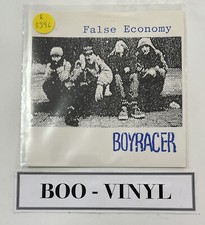 False Economy
BOYRACER
BOO - VINYL